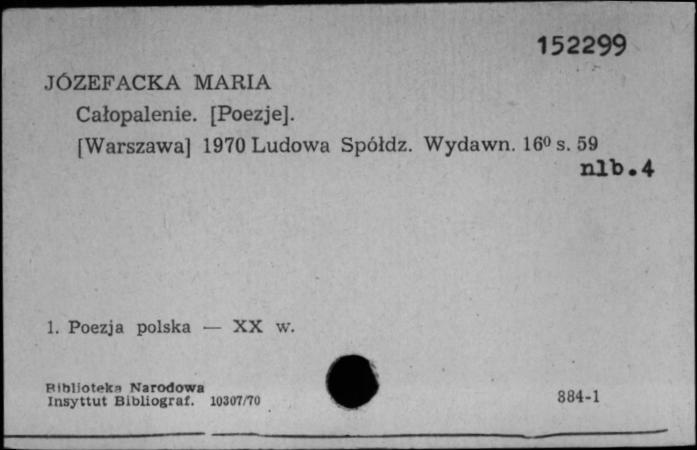 152299
JÓZEFACKA MARIA
Całopalenie. [Poezje].
[Warszawa] 1970 Ludowa Spółdz. Wydawn. 16⁰ s. 59
nlb.4
1. Poezja polska — XX w.
Biblioteka Narodowa
Insyttut Bibliograf. 10307/70
884-1